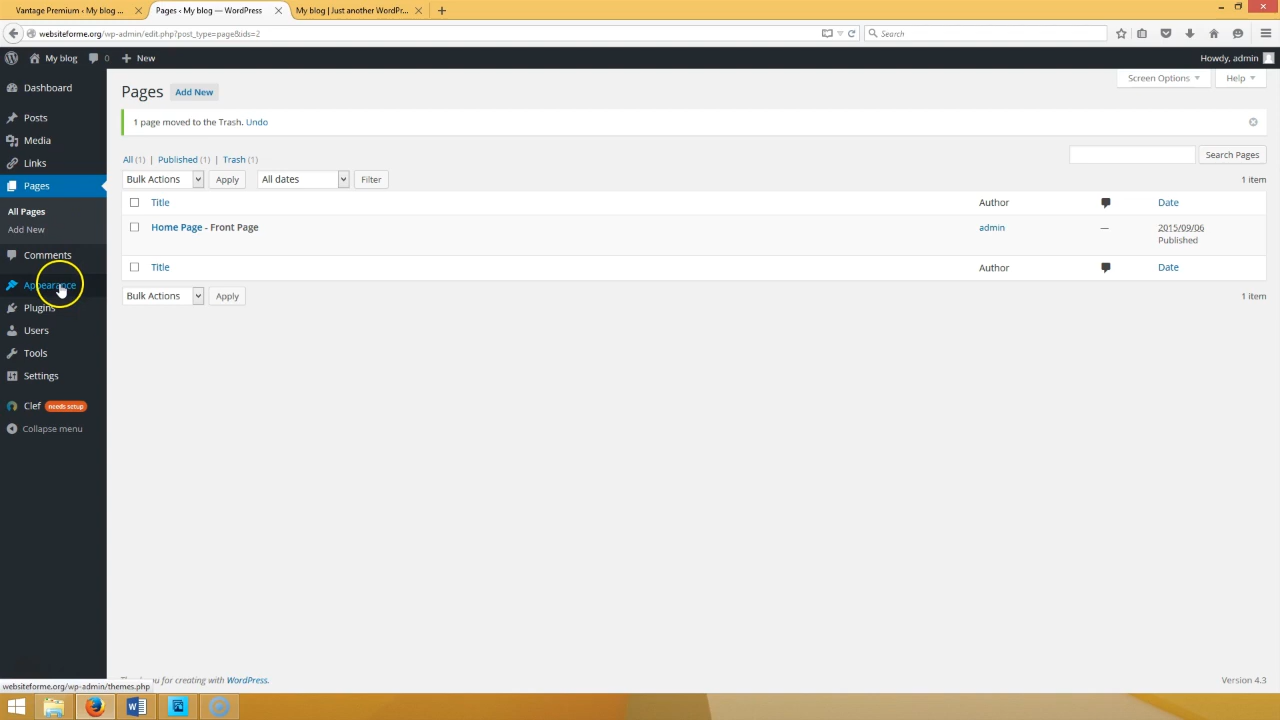 Vantage Premium ‹ My blog ...
Pages ‹ My blog — WordPress
My blog | Just another WordPr...
websiteforme.org/wp-admin/edit.php?post_type=page&ids=2
Search
My blog
0
New
Howdy, admin
Dashboard
Posts
Media
Links
Pages
All Pages
Add New
Comments
Appearance
Plugins
Users
Tools
Settings
Clef needs setup
Collapse menu
Screen Options
Help
Pages Add New
1 page moved to the Trash. Undo
All (1) | Published (1) | Trash (1)
Search Pages
Bulk Actions Apply All dates Filter
1 item
Title Author Date
Home Page - Front Page admin — 2015/09/06
Published
Title Author Date
Bulk Actions Apply
1 item
you for creating with WordPress.
Version 4.3
websiteforme.org/wp-admin/themes.php